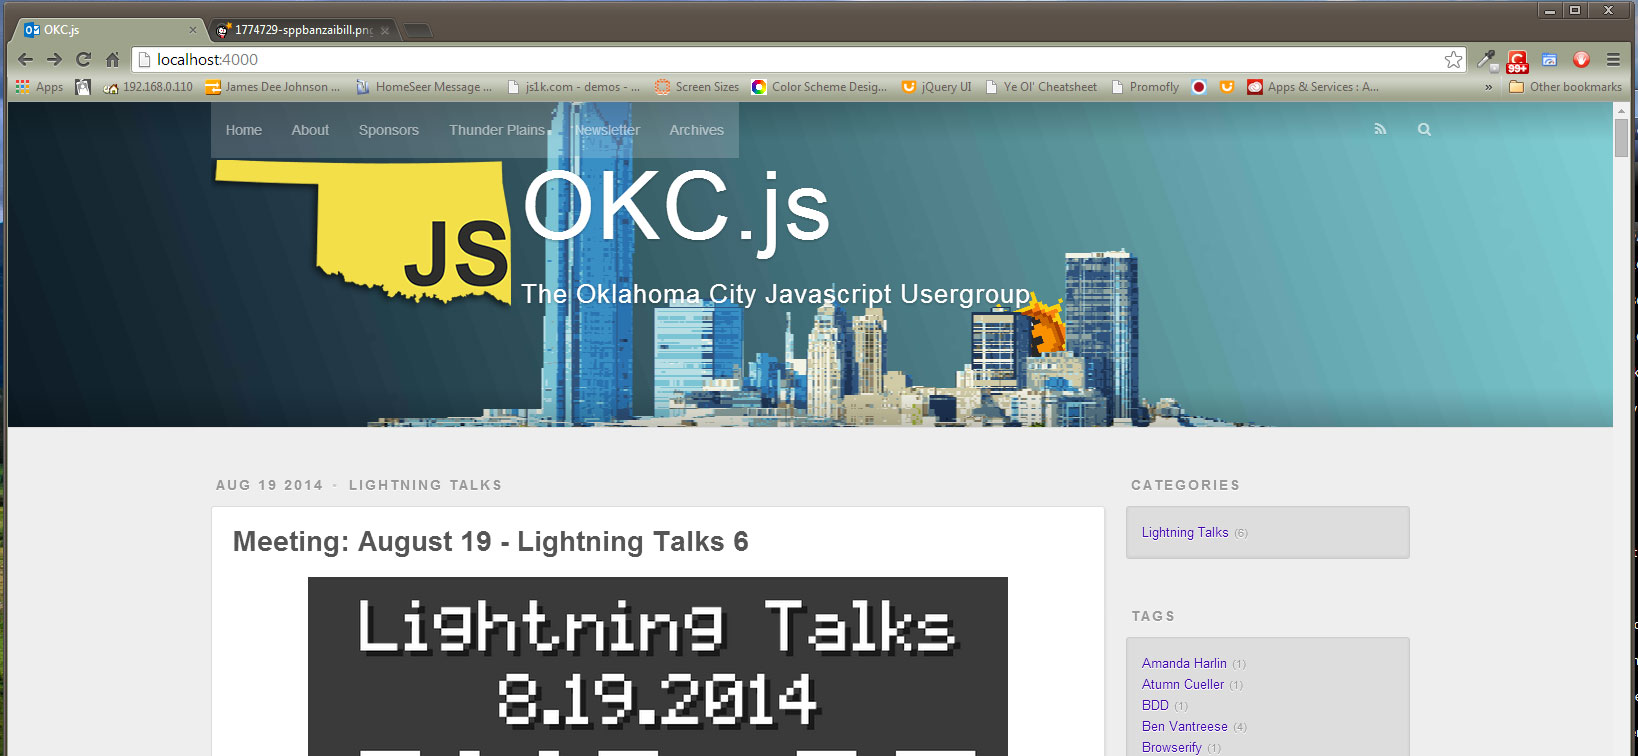 OKC.js
1774729-sppbanzaibill.png
localhost:4000
99+
Apps
192.168.0.110
James Dee Johnson ...
HomeSeer Message ...
js1k.com - demos - ...
Screen Sizes
Color Scheme Desig...
jQuery UI
Ye Ol' Cheatsheet
Promofly
Apps & Services : A...
»
Other bookmarks
Home
About
Sponsors
Thunder Plains
Newsletter
Archives
JS
OKC.js
The Oklahoma City Javascript Usergroup
AUG 19 2014 - LIGHTNING TALKS
Meeting: August 19 - Lightning Talks 6
Lightning Talks
8.19.2014
CATEGORIES
Lightning Talks (6)
TAGS
Amanda Harlin (1)
Atumn Cueller (1)
BDD (1)
Ben Vantreese (4)
Browserify (1)